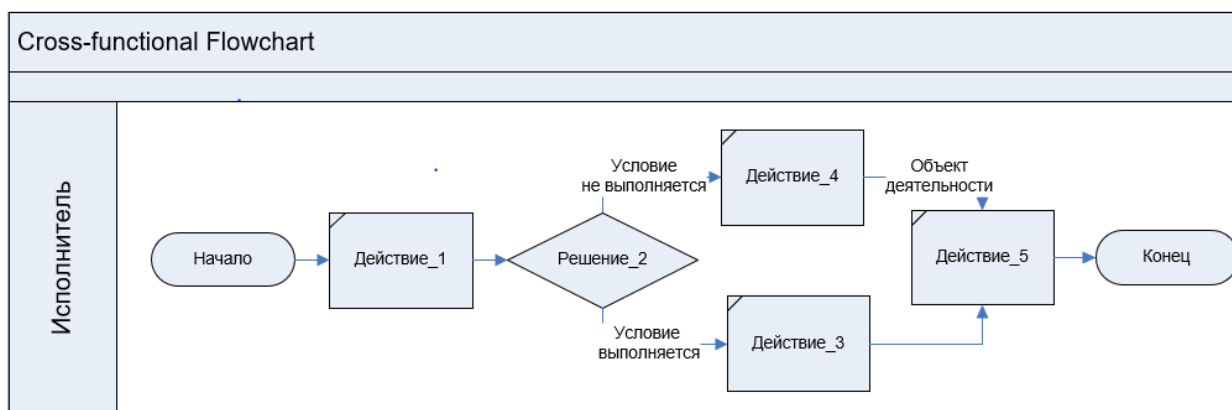 Cross-functional Flowchart
Исполнитель
Начало
Действие_1
Решение_2
Условие
не выполняется
Действие_4
Объект
деятельности
Условие
выполняется
Действие_3
Действие_5
Конец